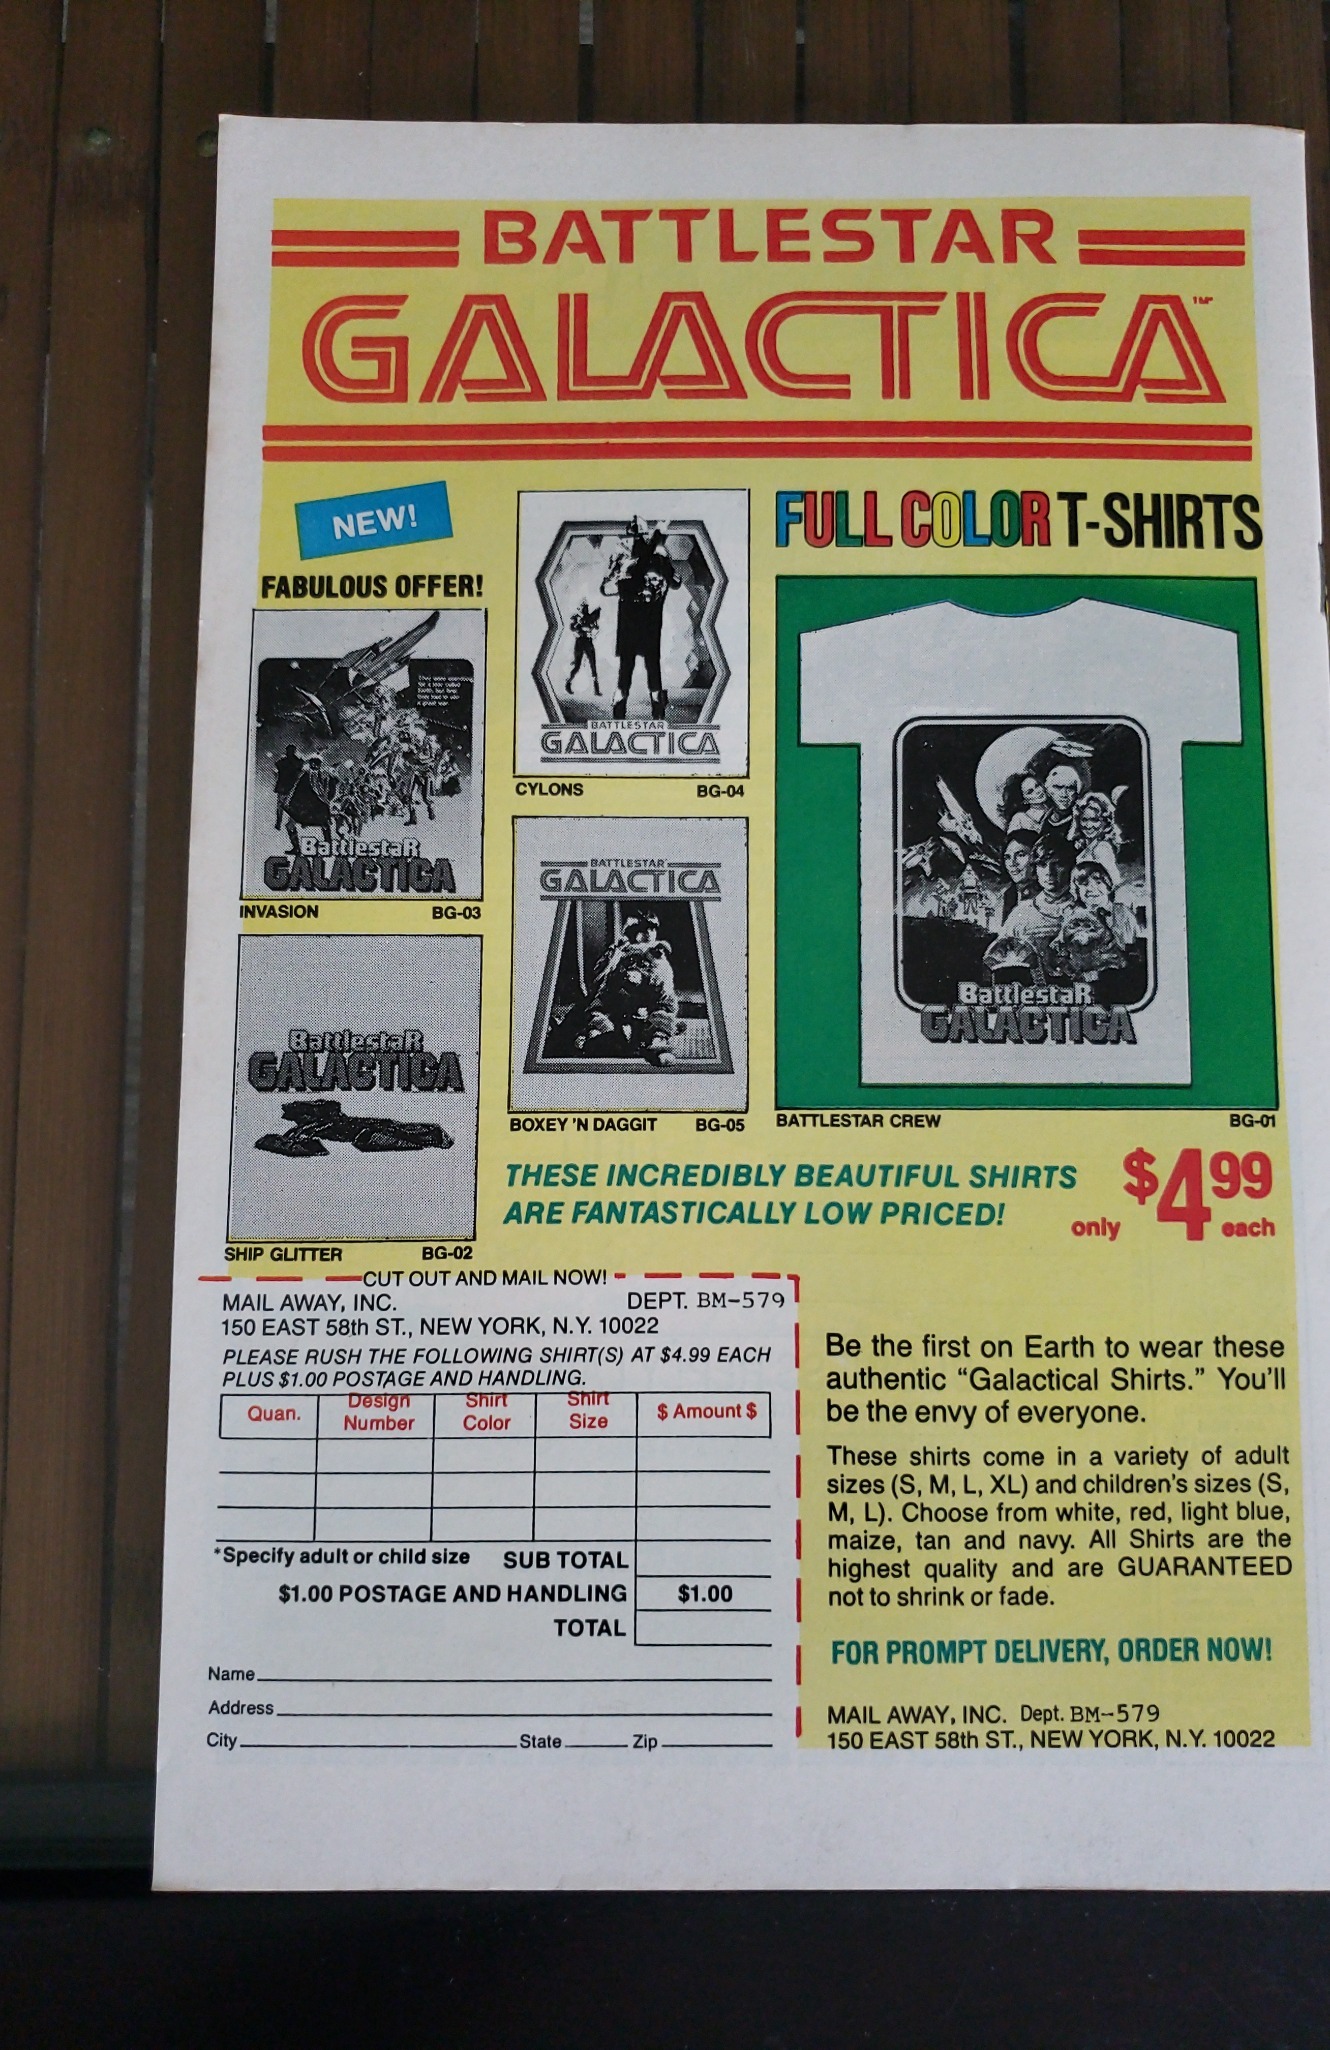 BATTLESTAR
GALACTICA™
NEW!
FABULOUS OFFER!
FULL COLOR T-SHIRTS
BattlestaR
GALACTICA
INVASION BG-03
BATTLESTAR
GALACTICA
CYLONS BG-04
BattlestaR
GALACTICA
SHIP GLITTER BG-02
BATTLESTAR
GALACTICA
BOXEY 'N DAGGIT BG-05
BattlestaR
GALACTICA
BATTLESTAR CREW BG-01
THESE INCREDIBLY BEAUTIFUL SHIRTS
ARE FANTASTICALLY LOW PRICED!
only $4.99 each
CUT OUT AND MAIL NOW!
MAIL AWAY, INC. DEPT. BM-579
150 EAST 58th ST., NEW YORK, N.Y. 10022
PLEASE RUSH THE FOLLOWING SHIRT(S) AT $4.99 EACH
PLUS $1.00 POSTAGE AND HANDLING.
Quan. Design Number Shirt Color Shirt Size $ Amount $
*Specify adult or child size SUB TOTAL
$1.00 POSTAGE AND HANDLING $1.00
TOTAL
Name
Address
City State Zip
Be the first on Earth to wear these
authentic “Galactical Shirts.” You'll
be the envy of everyone.
These shirts come in a variety of adult
sizes (S, M, L, XL) and children's sizes (S,
M, L). Choose from white, red, light blue,
maize, tan and navy. All Shirts are the
highest quality and are GUARANTEED
not to shrink or fade.
FOR PROMPT DELIVERY, ORDER NOW!
MAIL AWAY, INC. Dept. BM-579
150 EAST 58th ST., NEW YORK, N.Y. 10022